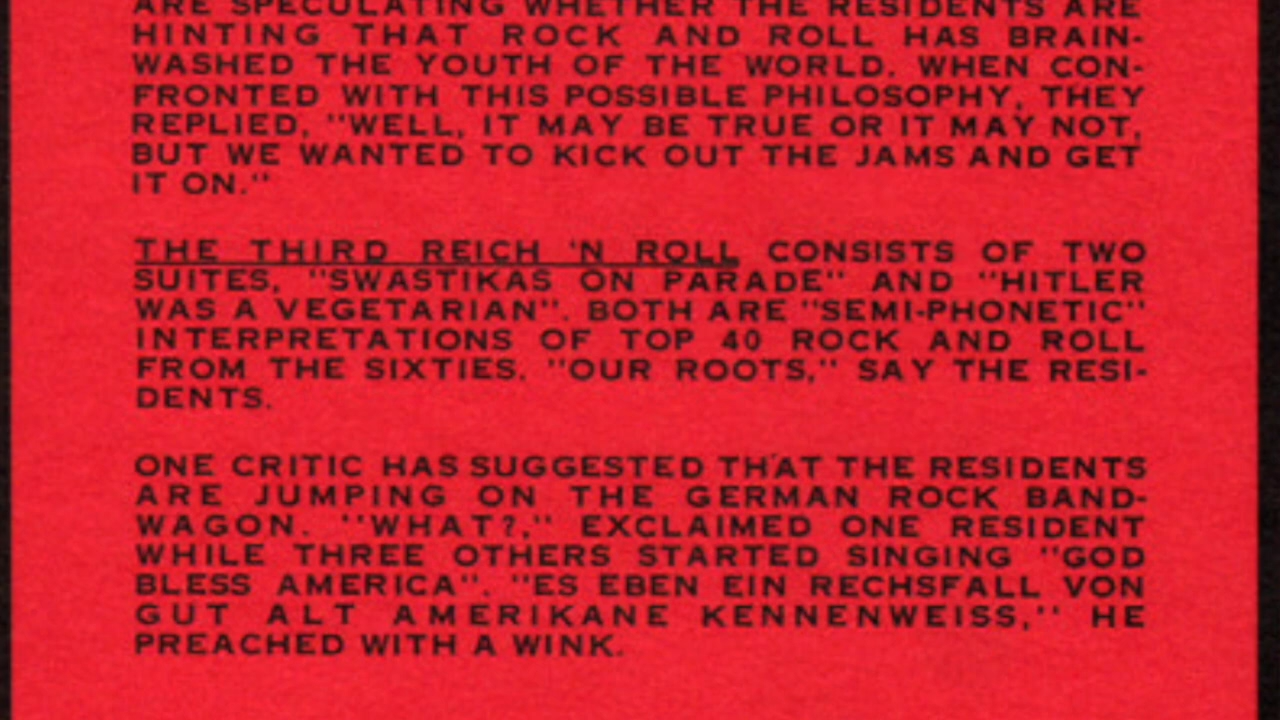 ARE SPECULATING WHETHER THE RESIDENTS ARE
HINTING THAT ROCK AND ROLL HAS BRAIN-
WASHED THE YOUTH OF THE WORLD. WHEN CON-
FRONTED WITH THIS POSSIBLE PHILOSOPHY, THEY
REPLIED, "WELL, IT MAY BE TRUE OR IT MAY NOT,
BUT WE WANTED TO KICK OUT THE JAMS AND GET
IT ON."
THE THIRD REICH 'N ROLL CONSISTS OF TWO
SUITES, "SWASTIKAS ON PARADE" AND "HITLER
WAS A VEGETARIAN". BOTH ARE "SEMI-PHONETIC"
INTERPRETATIONS OF TOP 40 ROCK AND ROLL
FROM THE SIXTIES. "OUR ROOTS," SAY THE RESI-
DENTS.
ONE CRITIC HAS SUGGESTED THAT THE RESIDENTS
ARE JUMPING ON THE GERMAN ROCK BAND-
WAGON. "WHAT?," EXCLAIMED ONE RESIDENT
WHILE THREE OTHERS STARTED SINGING "GOD
BLESS AMERICA". "ES EBEN EIN RECHSFALL VON
GUT ALT AMERIKANE KENNENWEISS," HE
PREACHED WITH A WINK.